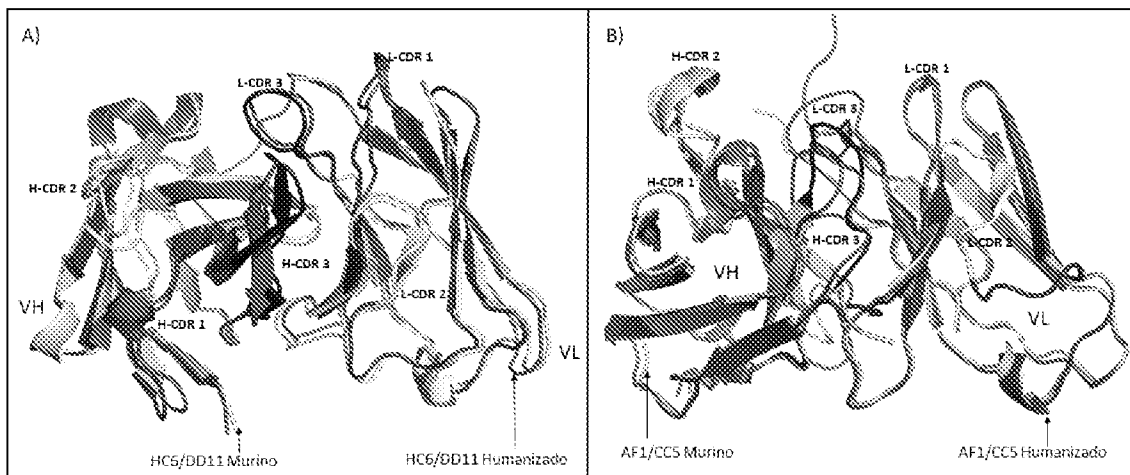 A)
L-CDR 1
L-CDR 3
H-CDR 2
H-CDR 3
L-CDR 2
VH
H-CDR 1
VL
HC6/DD11 Murino
HC6/DD11 Humanizado
B)
H-CDR 2
L-CDR 1
L-CDR 3
H-CDR 1
H-CDR 3
L-CDR 2
VH
VL
AF1/CC5 Murino
AF1/CC5 Humanizado